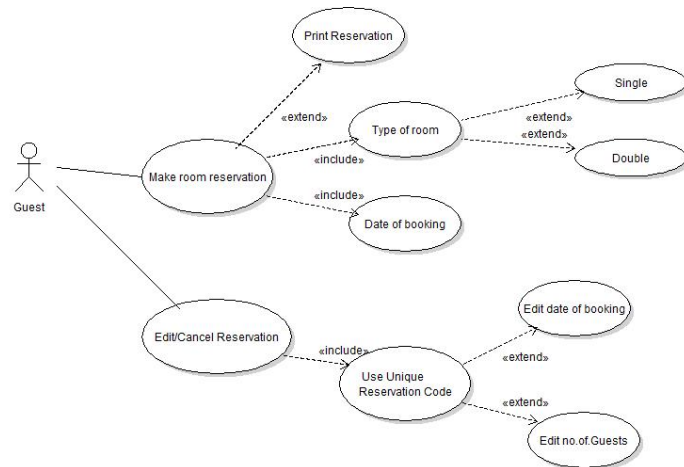 Print Reservation
Single
«extend»
Type of room
«extend»
«extend»
Double
«include»
Make room reservation
«include»
Guest
Date of booking
Edit date of booking
Edit/Cancel Reservation
«include»
«extend»
Use Unique
Reservation Code
«extend»
Edit no.of.Guests